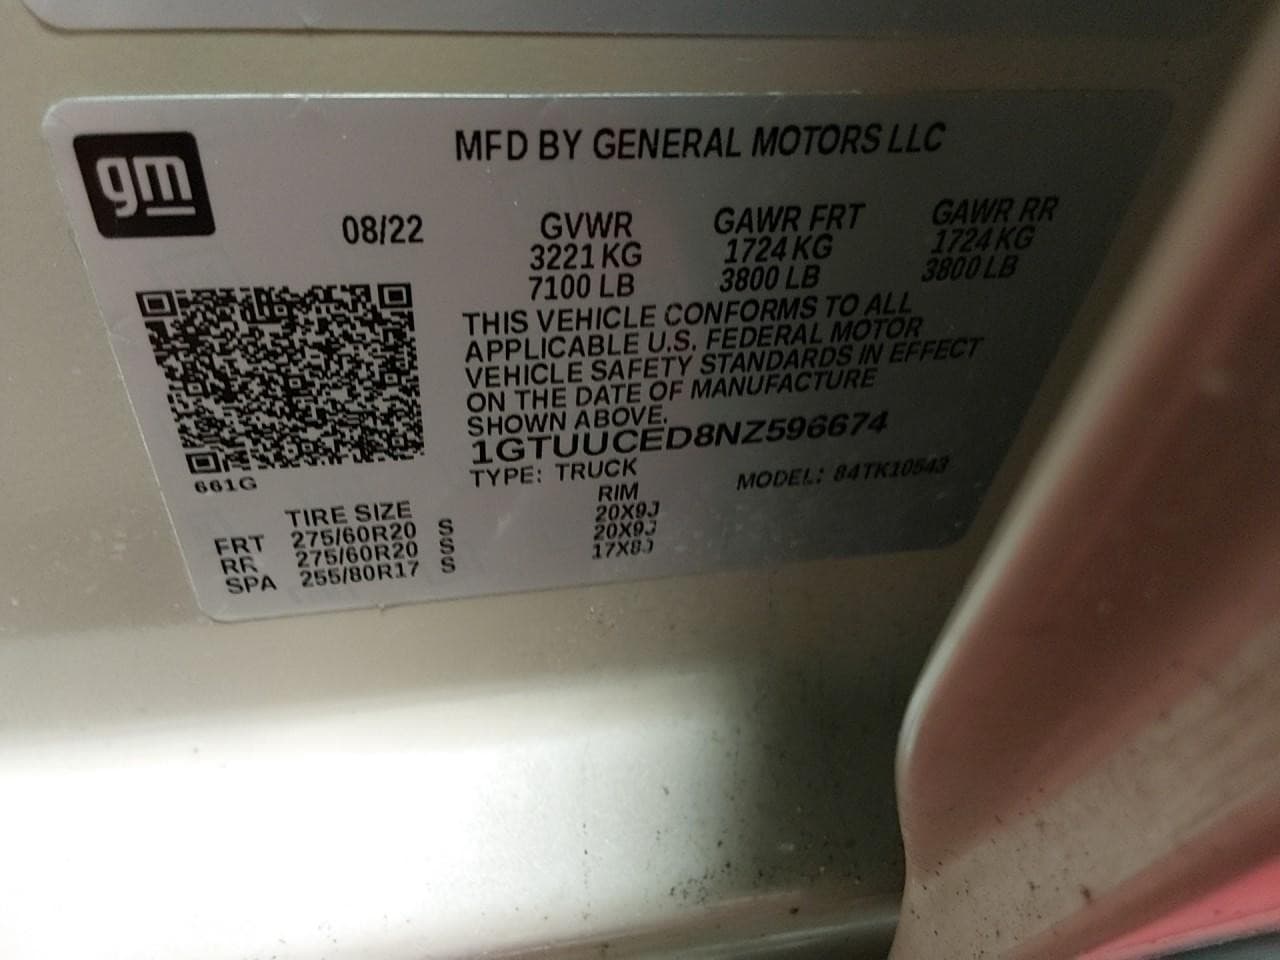 gm
MFD BY GENERAL MOTORS LLC
08/22 GVWR GAWR FRT GAWR RR
3221 KG 1724 KG 1724 KG
7100 LB 3800 LB 3800 LB
THIS VEHICLE CONFORMS TO ALL
APPLICABLE U.S. FEDERAL MOTOR
VEHICLE SAFETY STANDARDS IN EFFECT
ON THE DATE OF MANUFACTURE
SHOWN ABOVE.
1GTUUCED8NZ596674
TYPE: TRUCK MODEL: 84TK10543
661G
TIRE SIZE RIM
FRT 275/60R20 S 20X9J
RR 275/60R20 S 20X9J
SPA 255/80R17 S 17X8J